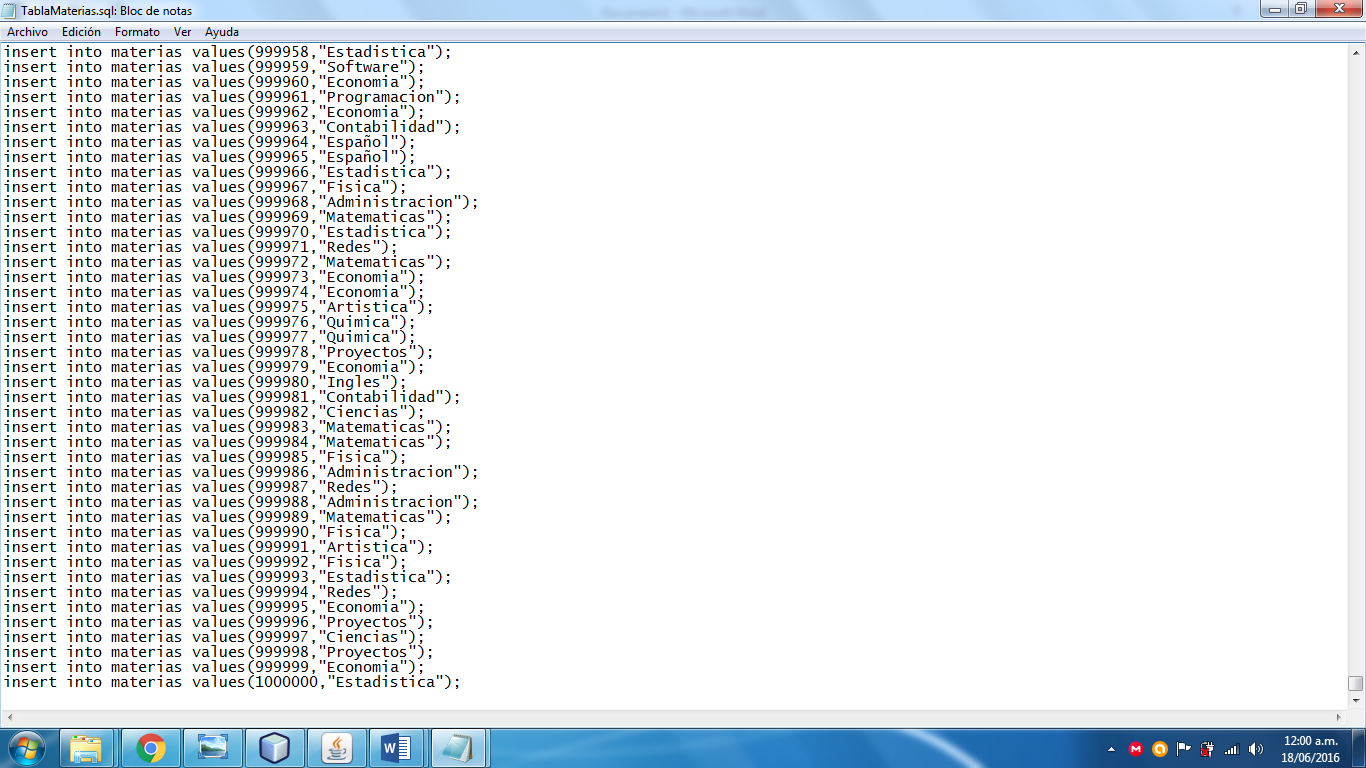 TablaMaterias.sql: Bloc de notas
Archivo Edición Formato Ver Ayuda
insert into materias values(999958,"Estadistica");
insert into materias values(999959,"Software");
insert into materias values(999960,"Economia");
insert into materias values(999961,"Programacion");
insert into materias values(999962,"Economia");
insert into materias values(999963,"Contabilidad");
insert into materias values(999964,"Español");
insert into materias values(999965,"Español");
insert into materias values(999966,"Estadistica");
insert into materias values(999967,"Fisica");
insert into materias values(999968,"Administracion");
insert into materias values(999969,"Matematicas");
insert into materias values(999970,"Estadistica");
insert into materias values(999971,"Redes");
insert into materias values(999972,"Matematicas");
insert into materias values(999973,"Economia");
insert into materias values(999974,"Economia");
insert into materias values(999975,"Artistica");
insert into materias values(999976,"Quimica");
insert into materias values(999977,"Quimica");
insert into materias values(999978,"Proyectos");
insert into materias values(999979,"Economia");
insert into materias values(999980,"Ingles");
insert into materias values(999981,"Contabilidad");
insert into materias values(999982,"Ciencias");
insert into materias values(999983,"Matematicas");
insert into materias values(999984,"Matematicas");
insert into materias values(999985,"Fisica");
insert into materias values(999986,"Administracion");
insert into materias values(999987,"Redes");
insert into materias values(999988,"Administracion");
insert into materias values(999989,"Matematicas");
insert into materias values(999990,"Fisica");
insert into materias values(999991,"Artistica");
insert into materias values(999992,"Fisica");
insert into materias values(999993,"Estadistica");
insert into materias values(999994,"Redes");
insert into materias values(999995,"Economia");
insert into materias values(999996,"Proyectos");
insert into materias values(999997,"Ciencias");
insert into materias values(999998,"Proyectos");
insert into materias values(999999,"Economia");
insert into materias values(1000000,"Estadistica");
12:00 a.m.
18/06/2016